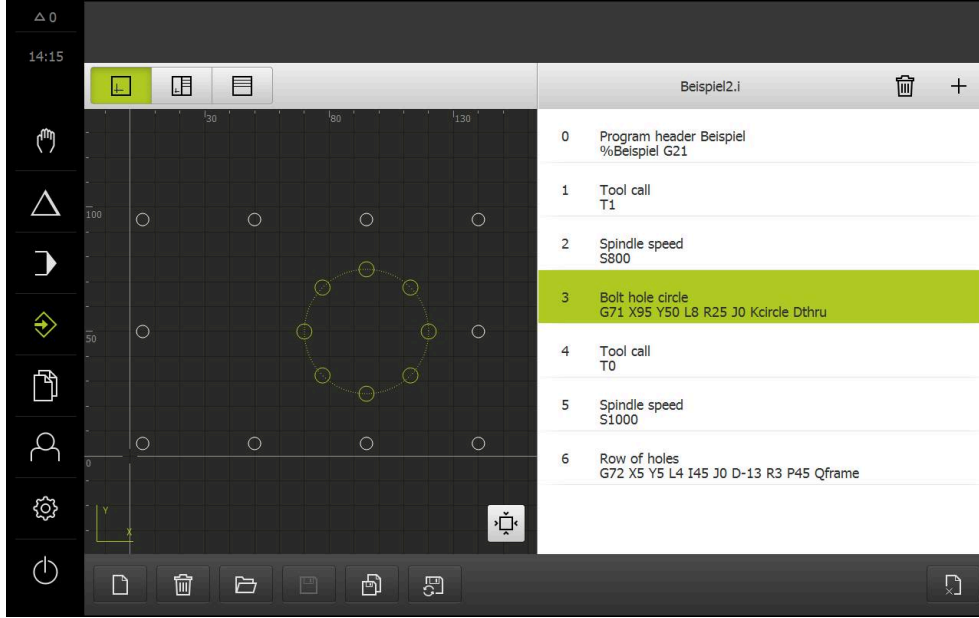 △ 0
14:15
Beispiel2.i
30
80
130
100
50
0
Y
X
0 Program header Beispiel
%Beispiel G21
1 Tool call
T1
2 Spindle speed
S800
3 Bolt hole circle
G71 X95 Y50 L8 R25 J0 Kcircle Dthru
4 Tool call
T0
5 Spindle speed
S1000
6 Row of holes
G72 X5 Y5 L4 I45 J0 D-13 R3 P45 Qframe